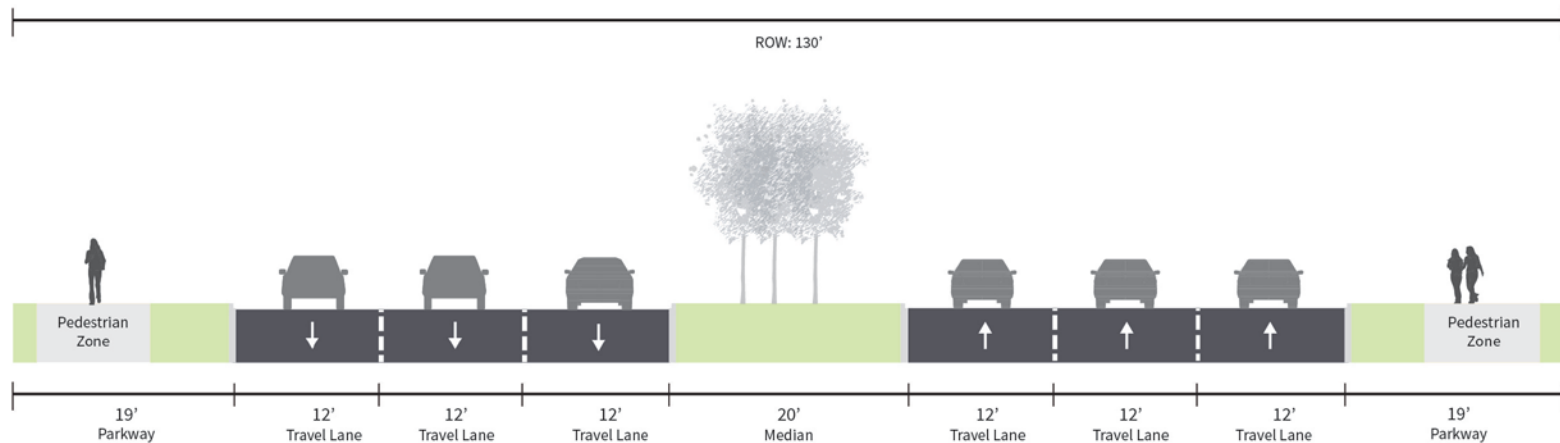 ROW: 130’
Pedestrian
Zone
Pedestrian
Zone
19’
Parkway
12’
Travel Lane
12’
Travel Lane
12’
Travel Lane
20’
Median
12’
Travel Lane
12’
Travel Lane
12’
Travel Lane
19’
Parkway